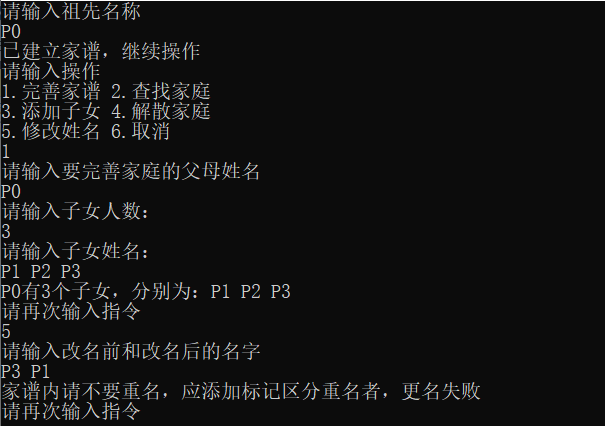 请输入祖先名称
P0
已建立家谱，继续操作
请输入操作
1.完善家谱 2.查找家庭
3.添加子女 4.解散家庭
5.修改姓名 6.取消
1
请输入要完善家庭的父母姓名
P0
请输入子女人数：
3
请输入子女姓名：
P1 P2 P3
P0有3个子女，分别为：P1 P2 P3
请再次输入指令
5
请输入改名前和改名后的名字
P3 P1
家谱内请不要重名，应添加标记区分重名者，更名失败
请再次输入指令